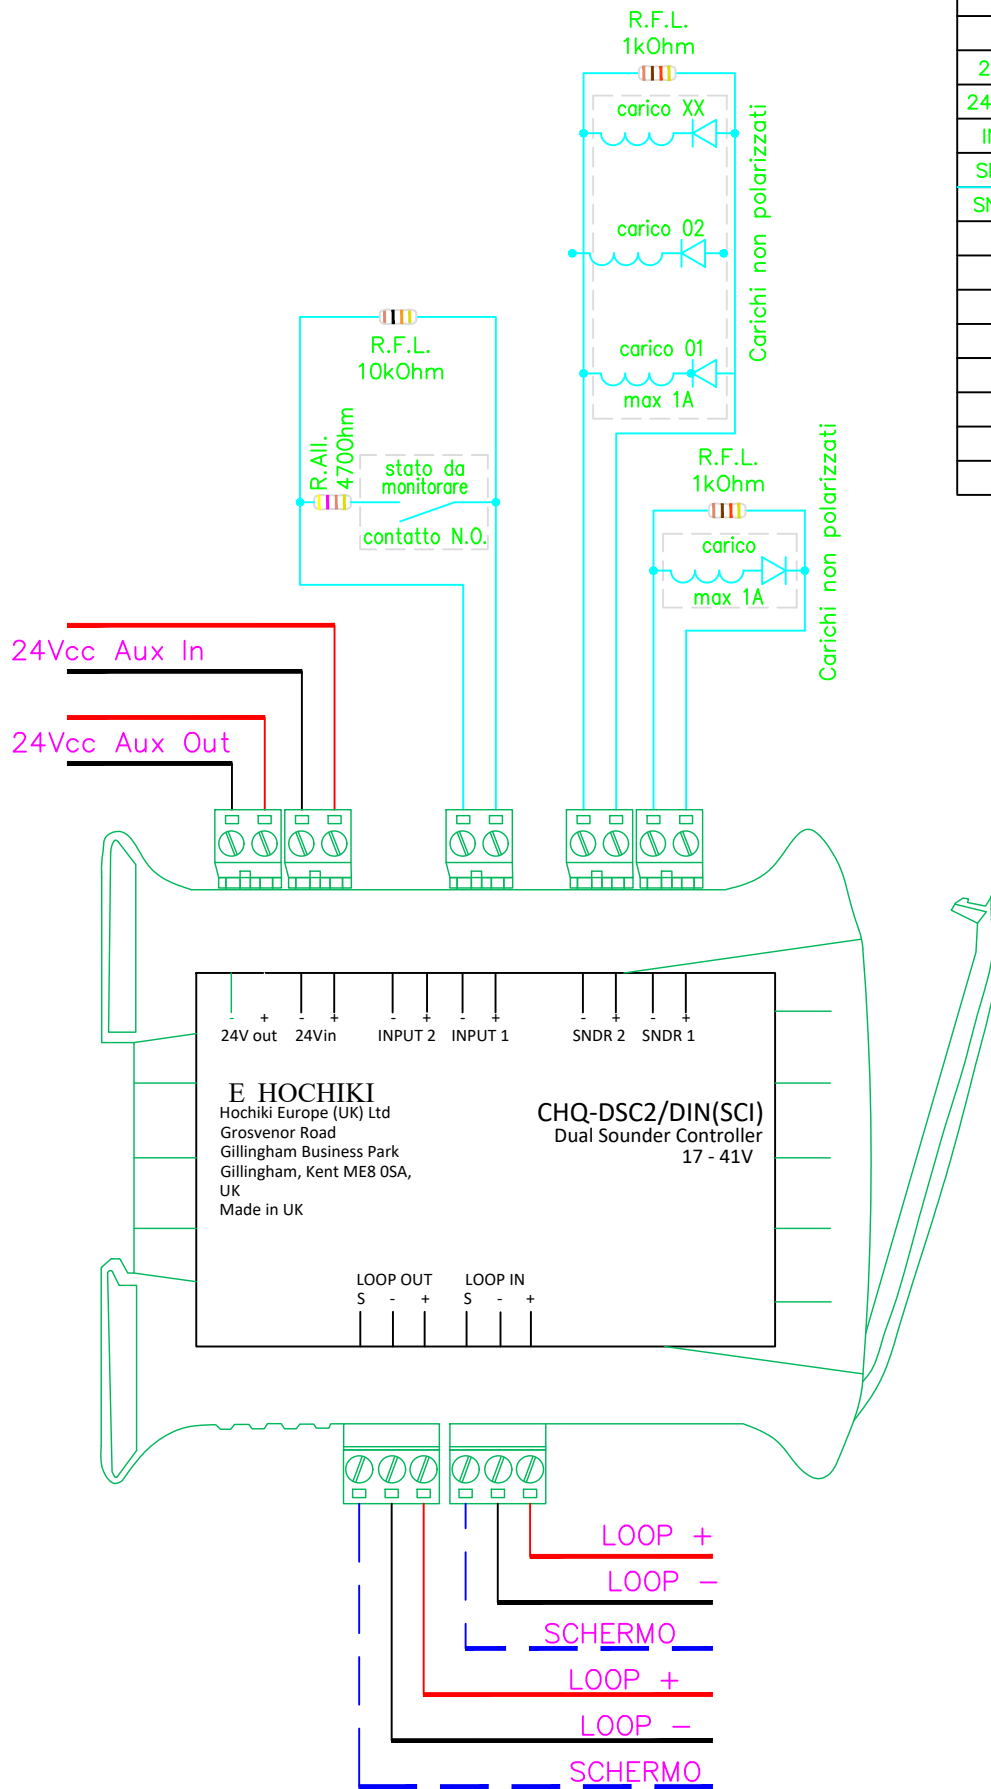 R.F.L.
1kOhm
carico XX
carico 02
carico 01
max 1A
Carichi non polarizzati
R.F.L.
10kOhm
R.All.
470Ohm
stato da
monitorare
contatto N.O.
R.F.L.
1kOhm
carico
max 1A
Carichi non polarizzati
24Vcc Aux In
24Vcc Aux Out
- + - + - + - + - + - +
24V out 24Vin INPUT 2 INPUT 1 SNDR 2 SNDR 1
E HOCHIKI
Hochiki Europe (UK) Ltd
Grosvenor Road
Gillingham Business Park
Gillingham, Kent ME8 0SA,
UK
Made in UK
CHQ-DSC2/DIN(SCI)
Dual Sounder Controller
17 - 41V
LOOP OUT LOOP IN
S - + S - +
LOOP +
LOOP -
SCHERMO
LOOP +
LOOP -
SCHERMO